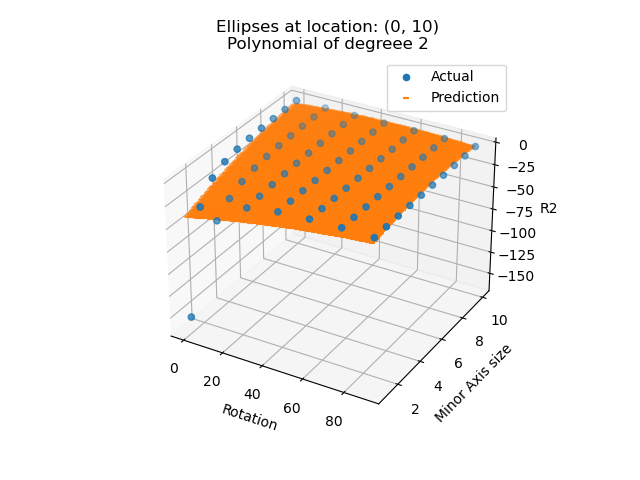 Ellipses at location: (0, 10)
Polynomial of degreee 2
Actual
Prediction
0
−25
−50
−75
−100
−125
−150
R2
10
8
6
4
2
Minor Axis size
0
20
40
60
80
Rotation